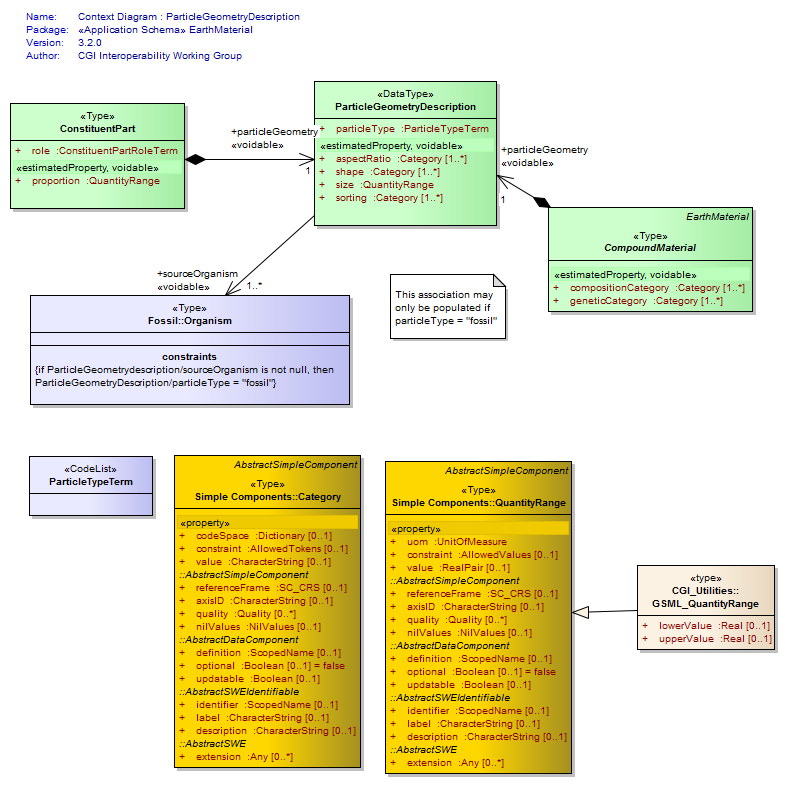 Name: Context Diagram : ParticleGeometryDescription
Package: «Application Schema» EarthMaterial
Version: 3.2.0
Author: CGI Interoperability Working Group
«Type»
ConstituentPart
+ role :ConstituentPartRoleTerm
«estimatedProperty, voidable»
+ proportion :QuantityRange
+particleGeometry
«voidable»
1
«DataType»
ParticleGeometryDescription
+ particleType :ParticleTypeTerm
«estimatedProperty, voidable»
+ aspectRatio :Category [1..*]
+ shape :Category [1..*]
+ size :QuantityRange
+ sorting :Category [1..*]
+particleGeometry
«voidable»
1
EarthMaterial
«Type»
CompoundMaterial
«estimatedProperty, voidable»
+ compositionCategory :Category [1..*]
+ geneticCategory :Category [1..*]
+sourceOrganism
«voidable»
1..*
«Type»
Fossil::Organism
constraints
{if ParticleGeometrydescription/sourceOrganism is not null, then
ParticleGeometryDescription/particleType = "fossil"}
This association may
only be populated if
particleType = "fossil"
«CodeList»
ParticleTypeTerm
AbstractSimpleComponent
«Type»
Simple Components::Category
«property»
+ codeSpace :Dictionary [0..1]
+ constraint :AllowedTokens [0..1]
+ value :CharacterString [0..1]
::AbstractSimpleComponent
+ referenceFrame :SC_CRS [0..1]
+ axisID :CharacterString [0..1]
+ quality :Quality [0..*]
+ nilValues :NilValues [0..1]
::AbstractDataComponent
+ definition :ScopedName [0..1]
+ optional :Boolean [0..1] = false
+ updatable :Boolean [0..1]
::AbstractSWEIdentifiable
+ identifier :ScopedName [0..1]
+ label :CharacterString [0..1]
+ description :CharacterString [0..1]
::AbstractSWE
+ extension :Any [0..*]
AbstractSimpleComponent
«Type»
Simple Components::QuantityRange
«property»
+ uom :UnitOfMeasure
+ constraint :AllowedValues [0..1]
+ value :RealPair [0..1]
::AbstractSimpleComponent
+ referenceFrame :SC_CRS [0..1]
+ axisID :CharacterString [0..1]
+ quality :Quality [0..*]
+ nilValues :NilValues [0..1]
::AbstractDataComponent
+ definition :ScopedName [0..1]
+ optional :Boolean [0..1] = false
+ updatable :Boolean [0..1]
::AbstractSWEIdentifiable
+ identifier :ScopedName [0..1]
+ label :CharacterString [0..1]
+ description :CharacterString [0..1]
::AbstractSWE
+ extension :Any [0..*]
«type»
CGI_Utilities::
GSML_QuantityRange
+ lowerValue :Real [0..1]
+ upperValue :Real [0..1]